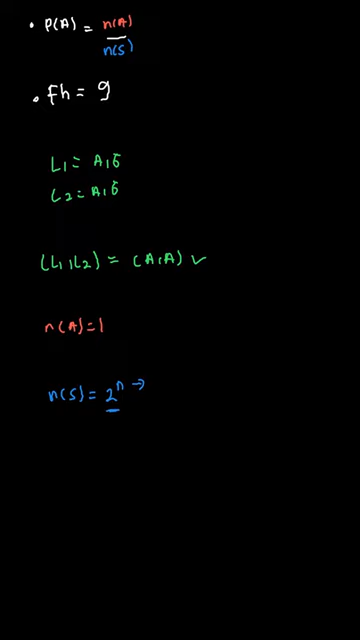 • P(A) = n(A)/n(S)
• Fh = 9
L1 = A,G
L2 = A,G
(L1,L2) = (A,A) ✓
n(A)=1
n(S) = 2^n →